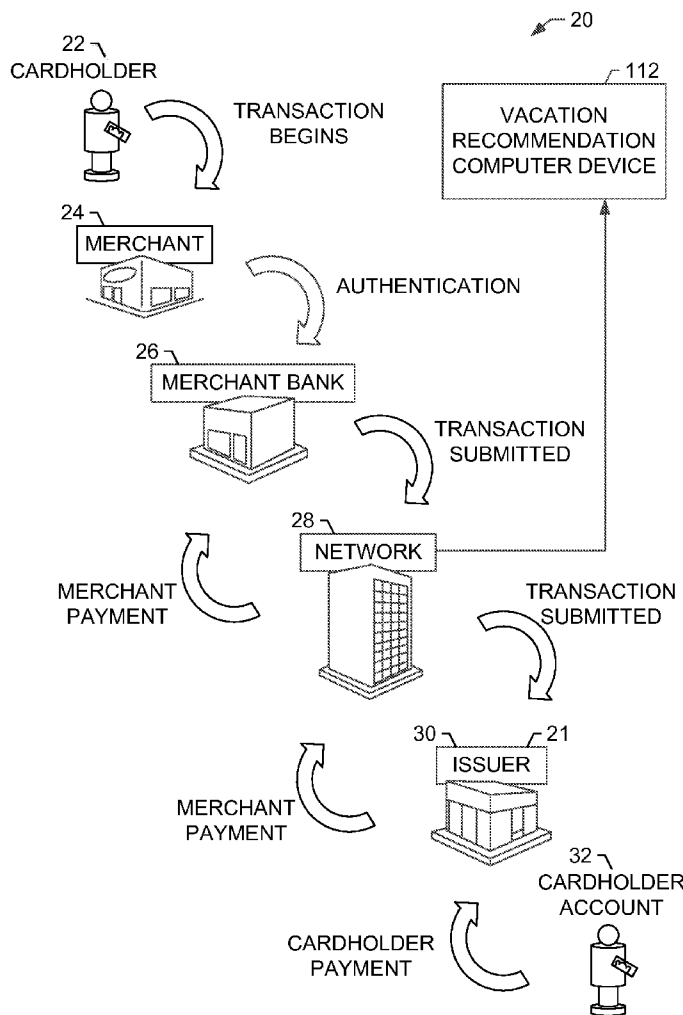 20
22
CARDHOLDER
112
VACATION
RECOMMENDATION
COMPUTER DEVICE
TRANSACTION
BEGINS
24
MERCHANT
AUTHENTICATION
26
MERCHANT BANK
TRANSACTION
SUBMITTED
28
NETWORK
MERCHANT
PAYMENT
TRANSACTION
SUBMITTED
30
21
ISSUER
MERCHANT
PAYMENT
32
CARDHOLDER
ACCOUNT
CARDHOLDER
PAYMENT